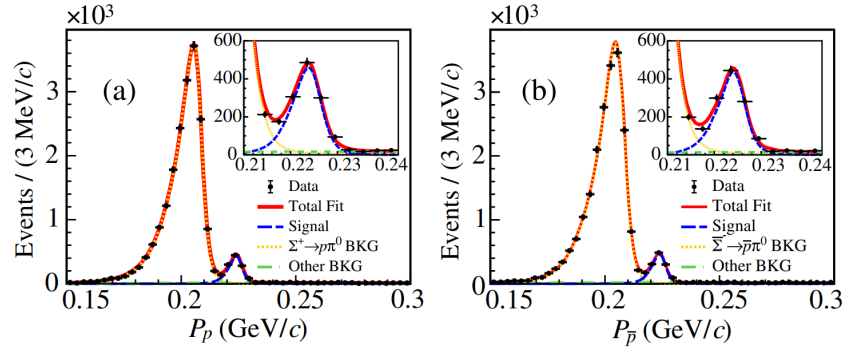 ×10³
Events / (3 MeV/c)
3
2
1
0
(a)
600
400
200
0
0.21 0.22 0.23 0.24
Data
Total Fit
Signal
Σ⁺→pπ⁰ BKG
Other BKG
0.15 0.2 0.25 0.3
P_p (GeV/c)
×10³
Events / (3 MeV/c)
3
2
1
0
(b)
600
400
200
0
0.21 0.22 0.23 0.24
Data
Total Fit
Signal
Σ̄⁻→p̄π⁰ BKG
Other BKG
0.15 0.2 0.25 0.3
P_p̄ (GeV/c)